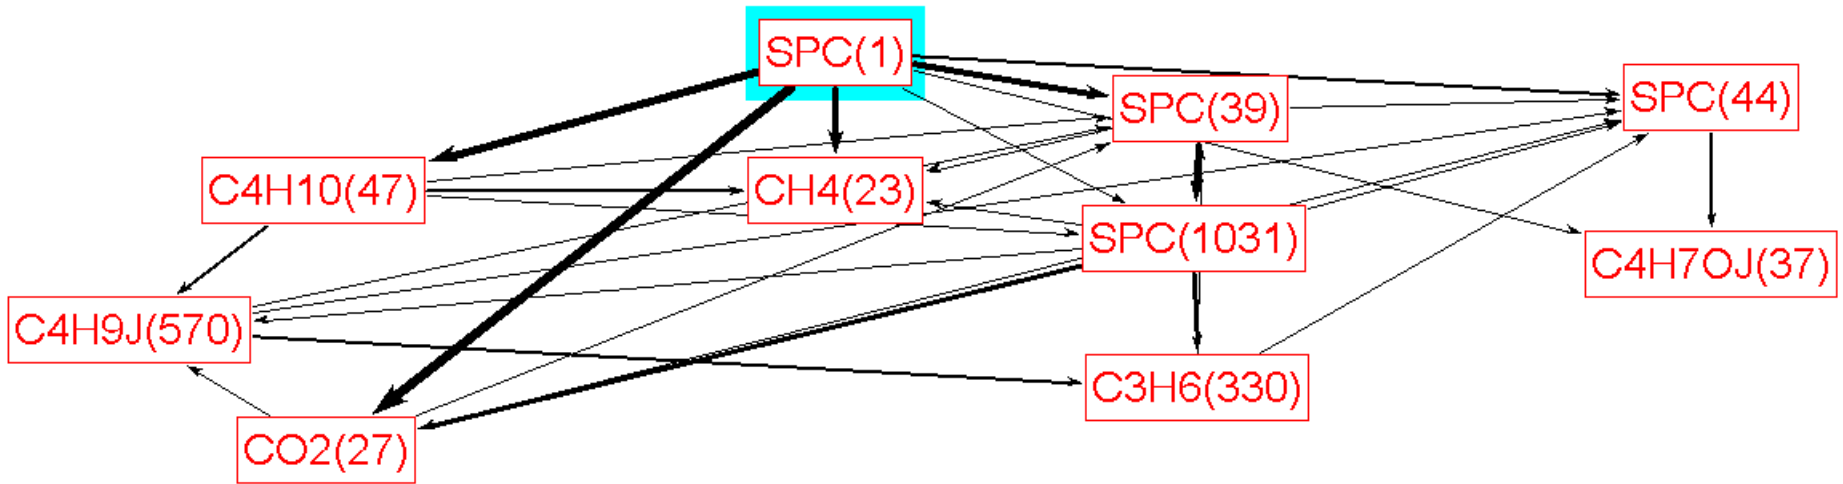 SPC(1)
SPC(39)
SPC(44)
C4H10(47)
CH4(23)
SPC(1031)
C4H7OJ(37)
C4H9J(570)
C3H6(330)
CO2(27)